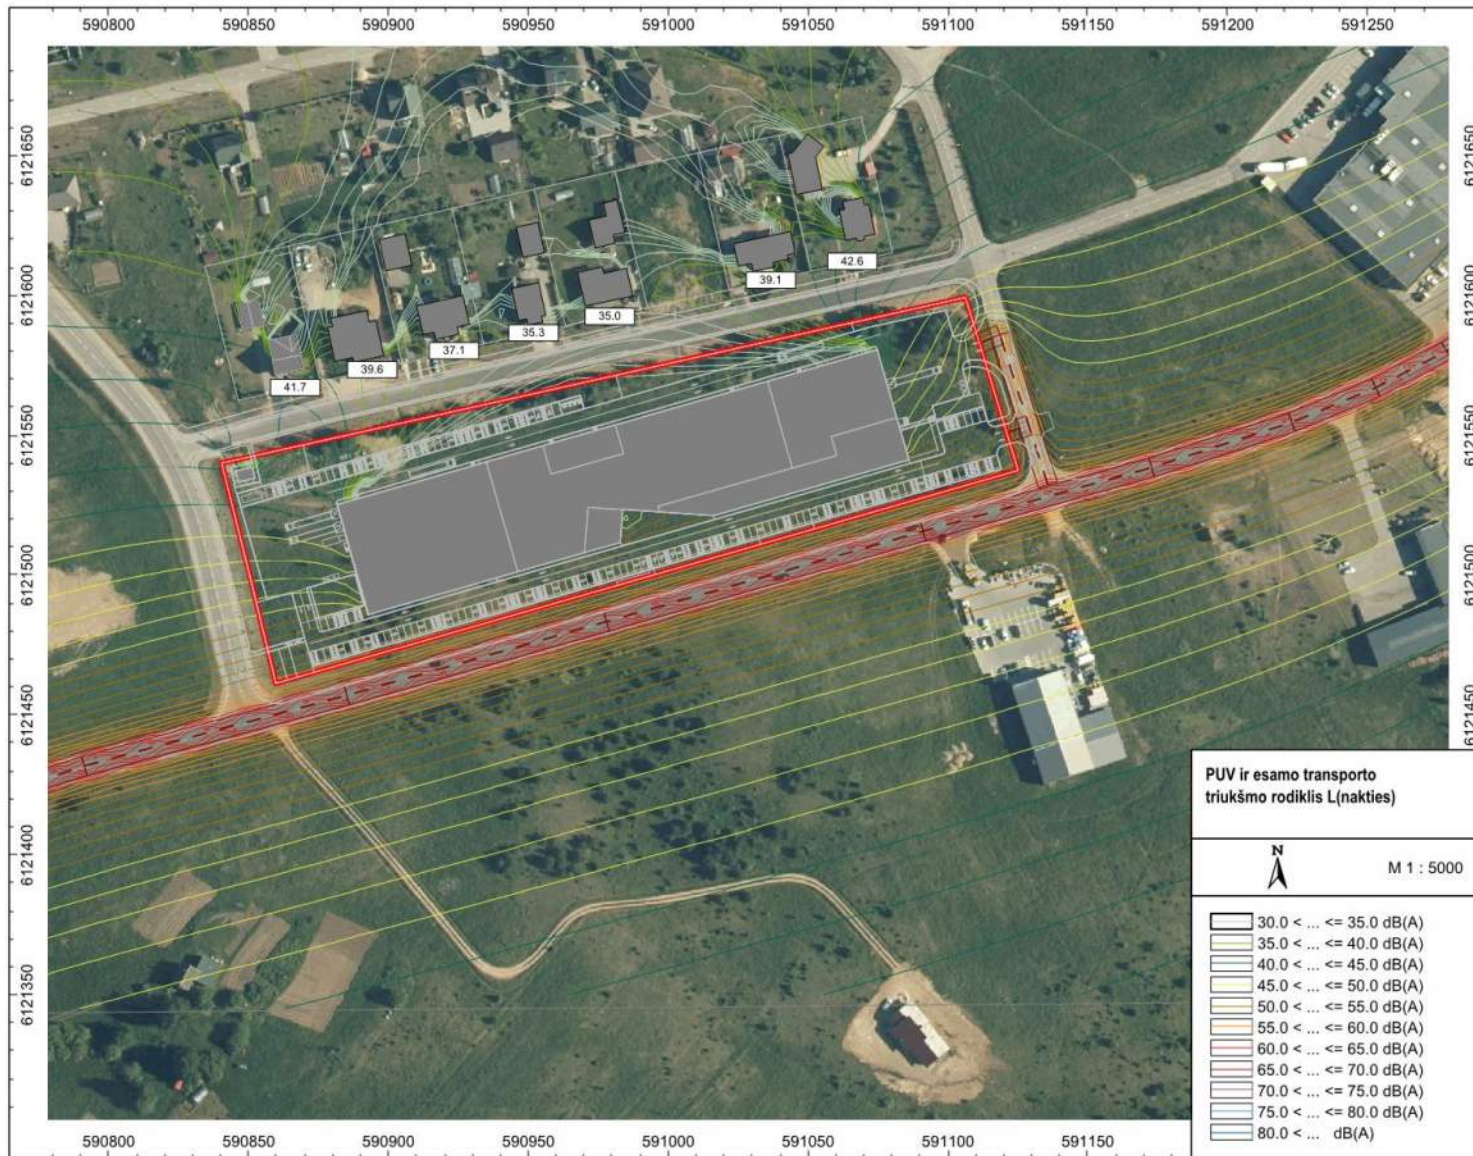 590800 590850 590900 590950 591000 591050 591100 591150 591200 591250
6121650
6121600
6121550
6121500
6121450
6121400
6121350
6121650
6121600
6121550
6121500
6121450
42.6
39.1
35.0
35.3
37.1
39.6
41.7
PUV ir esamo transporto
triukšmo rodiklis L(nakties)
N
M 1 : 5000
30.0 < ... <= 35.0 dB(A)
35.0 < ... <= 40.0 dB(A)
40.0 < ... <= 45.0 dB(A)
45.0 < ... <= 50.0 dB(A)
50.0 < ... <= 55.0 dB(A)
55.0 < ... <= 60.0 dB(A)
60.0 < ... <= 65.0 dB(A)
65.0 < ... <= 70.0 dB(A)
70.0 < ... <= 75.0 dB(A)
75.0 < ... <= 80.0 dB(A)
80.0 < ... dB(A)
590800 590850 590900 590950 591000 591050 591100 591150